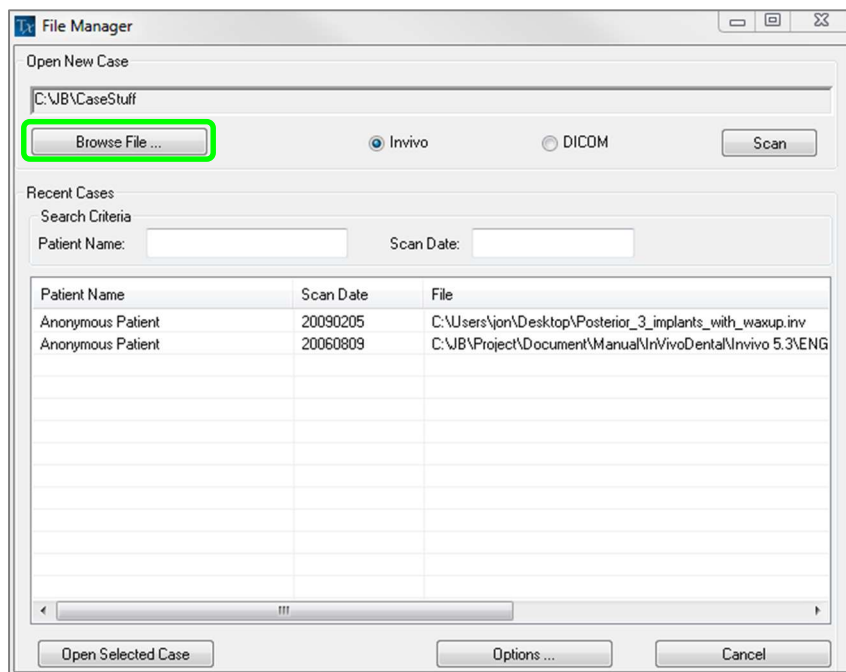 Tx File Manager
Open New Case
C:\JB\CaseStuff
Browse File ... Invivo DICOM Scan
Recent Cases
Search Criteria
Patient Name: Scan Date:
Patient Name Scan Date File
Anonymous Patient 20090205 C:\Users\jon\Desktop\Posterior_3_implants_with_waxup.inv
Anonymous Patient 20060809 C:\JB\Project\Document\Manual\InVivoDental\Invivo 5.3\ENG
Open Selected Case Options ... Cancel